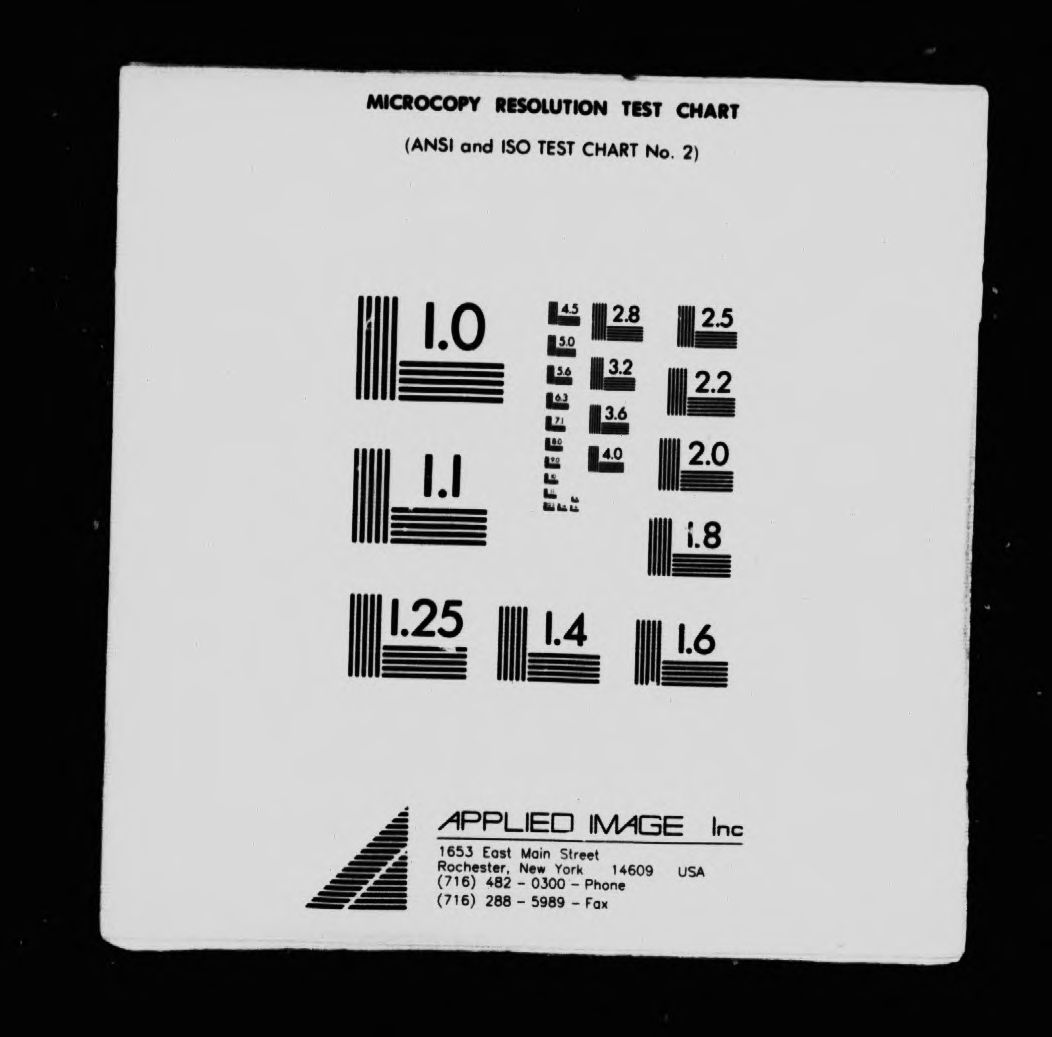 MICROCOPY RESOLUTION TEST CHART
(ANSI and ISO TEST CHART No. 2)
1.0
1.1
1.25
1.4
1.6
1.8
2.0
2.2
2.5
2.8
3.2
3.6
4.0
4.5
5.0
5.6
6.3
7.1
8.0
9.0
APPLIED IMAGE Inc
1653 East Main Street
Rochester, New York 14609 USA
(716) 482 - 0300 - Phone
(716) 288 - 5989 - Fax